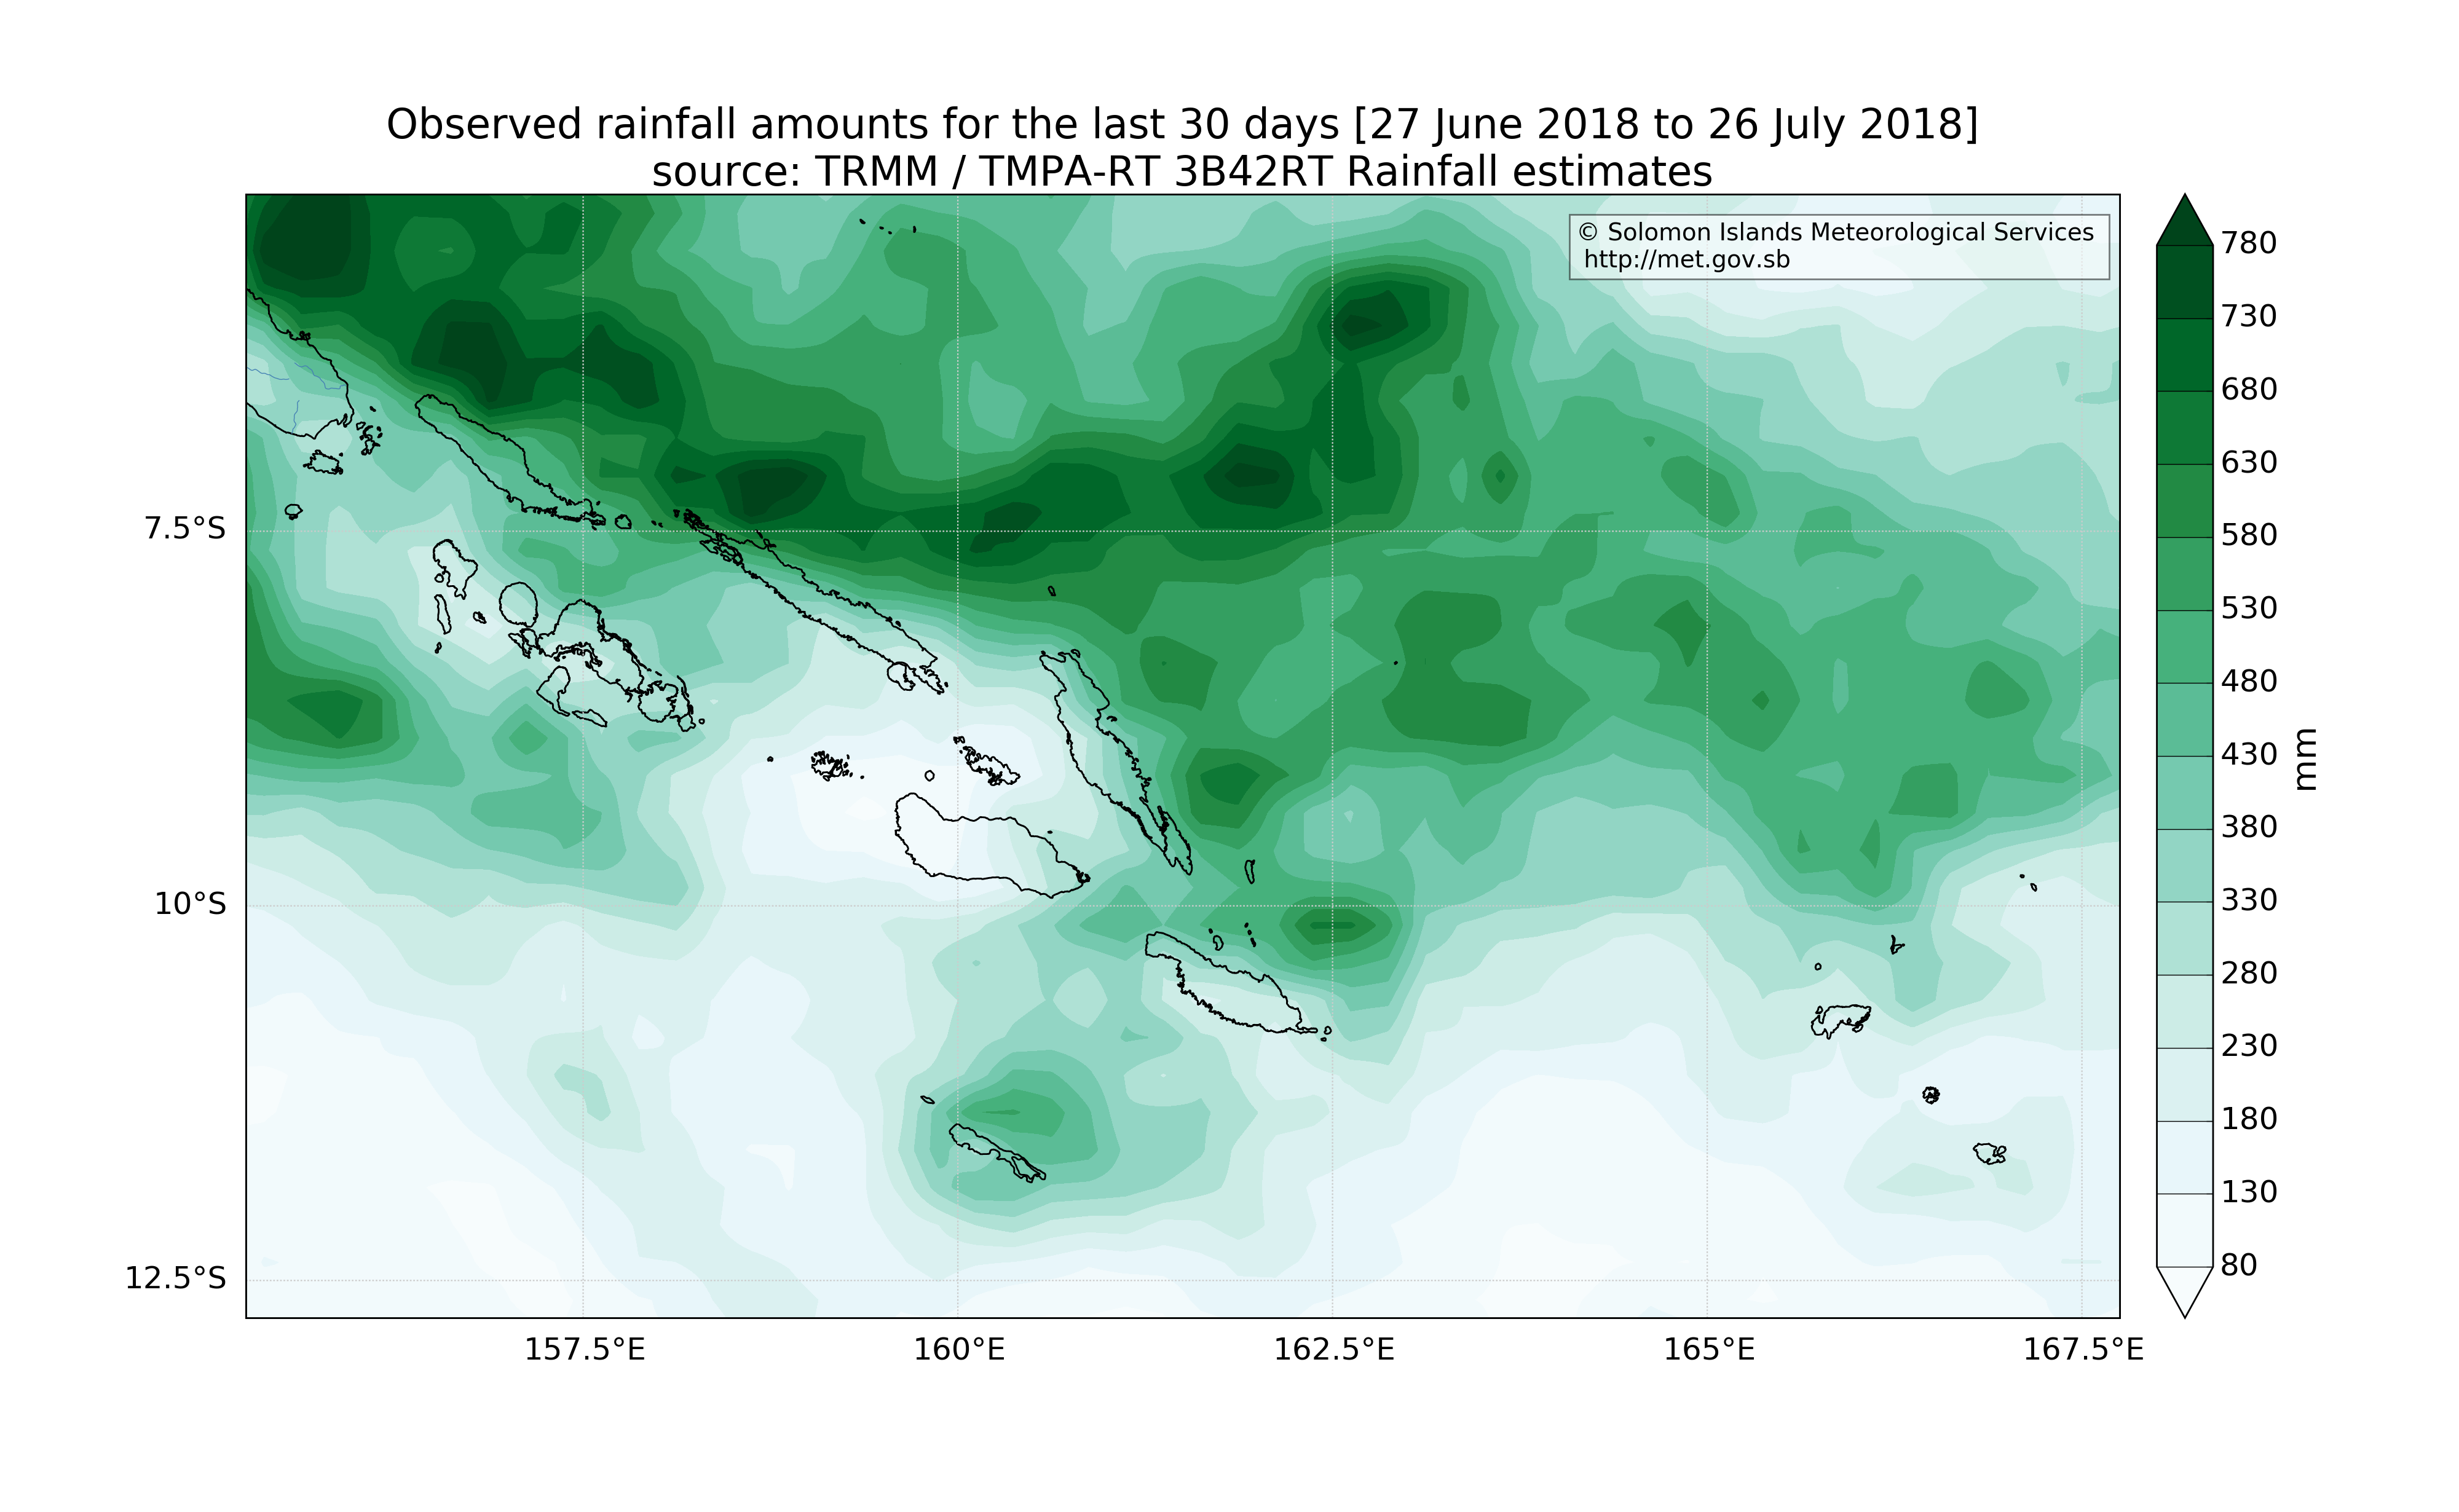 Observed rainfall amounts for the last 30 days [27 June 2018 to 26 July 2018]
source: TRMM / TMPA-RT 3B42RT Rainfall estimates
© Solomon Islands Meteorological Services
http://met.gov.sb
7.5°S
10°S
12.5°S
157.5°E
160°E
162.5°E
165°E
167.5°E
780
730
680
630
580
530
480
430
380
330
280
230
180
130
80
mm